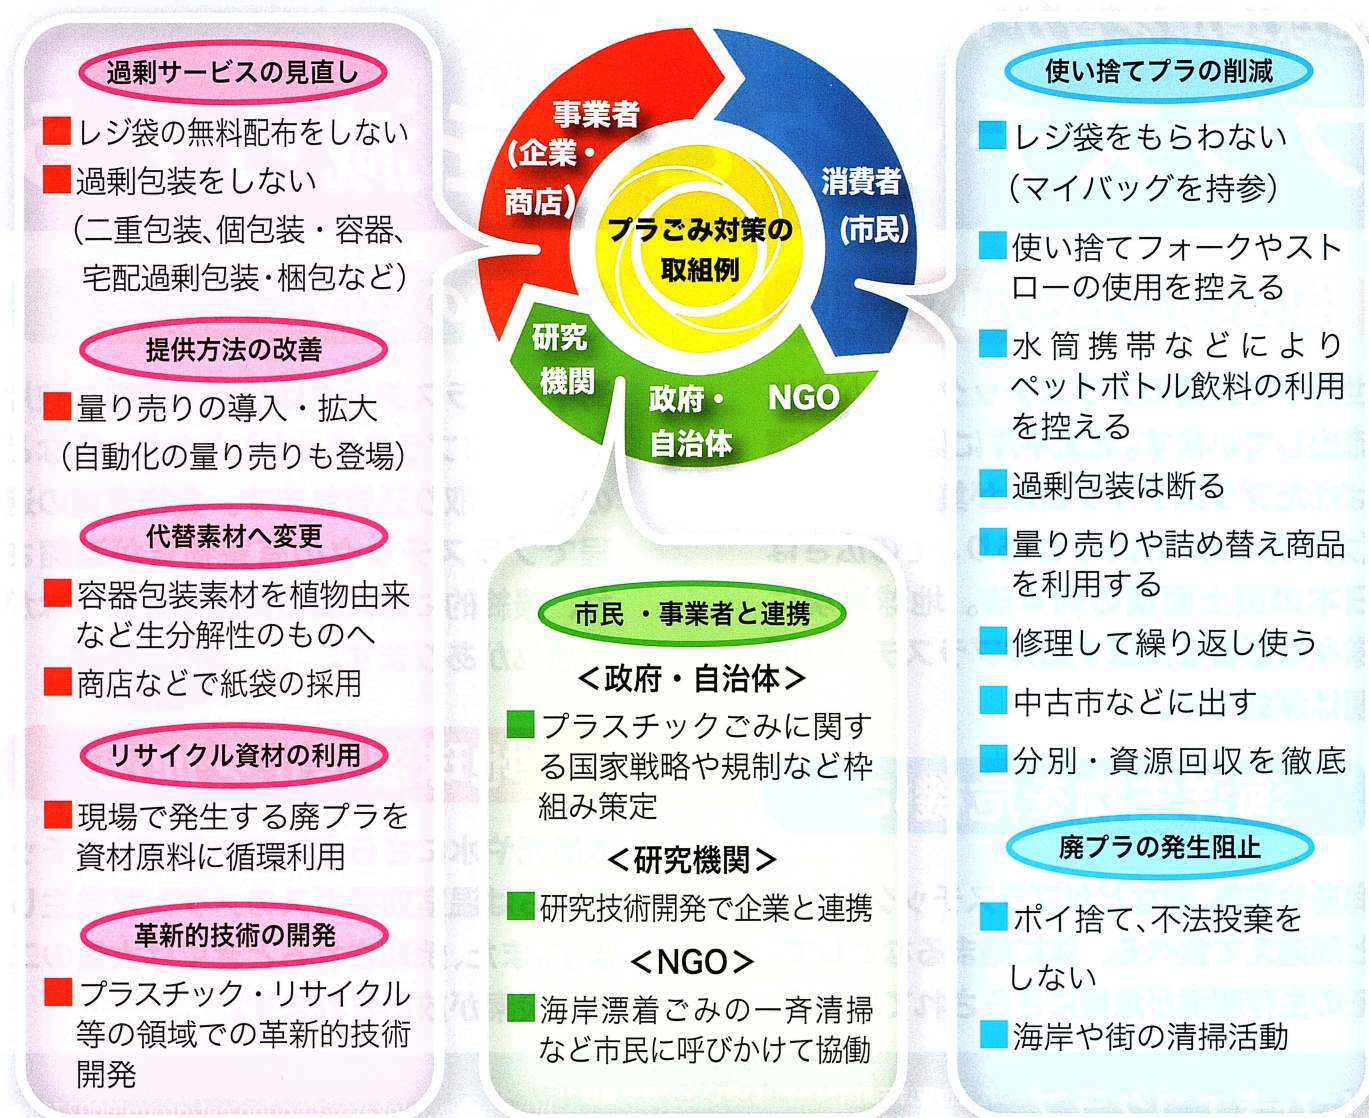 過剰サービスの見直し
■レジ袋の無料配布をしない
■過剰包装をしない
（二重包装、個包装・容器、
宅配過剰包装・梱包など）
提供方法の改善
■量り売りの導入・拡大
（自動化の量り売りも登場）
代替素材へ変更
■容器包装素材を植物由来
など生分解性のものへ
■商店などで紙袋の採用
リサイクル資材の利用
■現場で発生する廃プラを
資材原料に循環利用
革新的技術の開発
■プラスチック・リサイクル
等の領域での革新的技術
開発
事業者
(企業・
商店)
消費者
(市民)
プラごみ対策の
取組例
研究
機関
政府・
自治体
NGO
市民 ・事業者と連携
＜政府・自治体＞
■プラスチックごみに関す
る国家戦略や規制など枠
組み策定
＜研究機関＞
■研究技術開発で企業と連携
＜NGO＞
■海岸漂着ごみの一斉清掃
など市民に呼びかけて協働
使い捨てプラの削減
■レジ袋をもらわない
（マイバッグを持参）
■使い捨てフォークやスト
ローの使用を控える
■水筒携帯などにより
ペットボトル飲料の利用
を控える
■過剰包装は断る
■量り売りや詰め替え商品
を利用する
■修理して繰り返し使う
■中古市などに出す
■分別・資源回収を徹底
廃プラの発生阻止
■ポイ捨て、不法投棄を
しない
■海岸や街の清掃活動